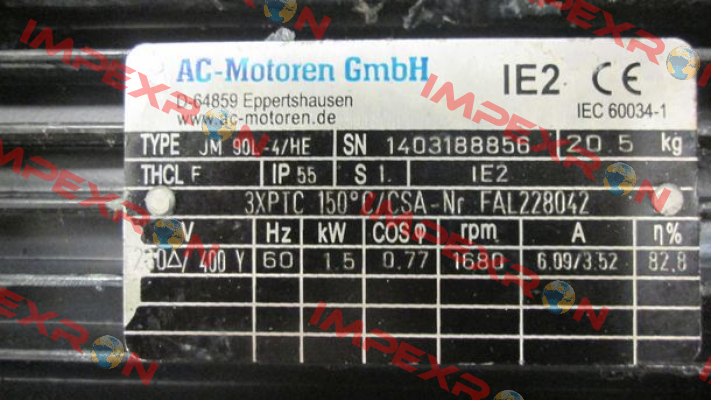 AC-Motoren GmbH
IE2 CE
D-64859 Eppertshausen
IEC 60034-1
www.ac-motoren.de
TYPE JM 90L-4/HE SN 1403188856 20.5 kg
THCL F IP 55 S 1. IE2
3XPTC 150°C/CSA-Nr FAL228042
V Hz kW COSφ rpm A η%
400 Y 60 1.5 0.77 1680 6.09/3.52 82.8
IMPEXRON